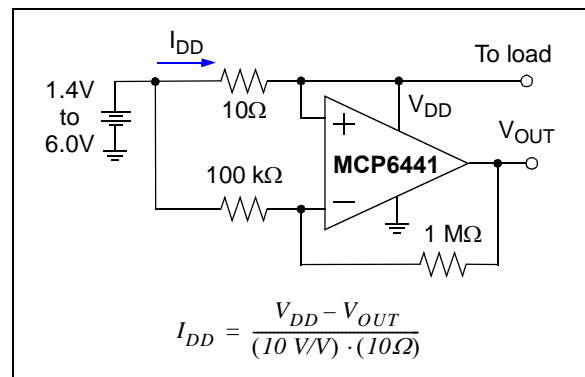 I_DD
To load
1.4V
to
6.0V
10Ω
V_DD
V_OUT
+
MCP6441
100 kΩ
–
1 MΩ
I_DD = (V_DD – V_OUT) / ((10 V/V) · (10Ω))